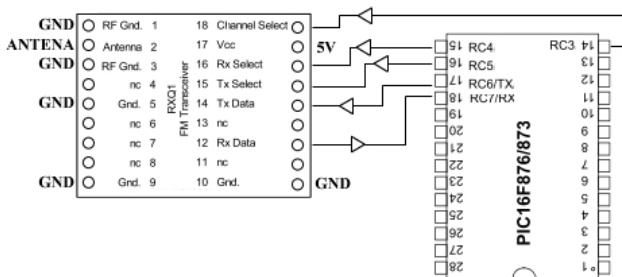 GND RF Gnd. 1 18 Channel Select
ANTENA Antenna 2 17 Vcc 5V
GND RF Gnd. 3 16 Rx Select
nc 4 15 Tx Select
GND Gnd. 5 14 Tx Data
nc 6 13 nc
nc 7 12 Rx Data
nc 8 11 nc
GND Gnd. 9 10 Gnd. GND
RXQ1
FM Transceiver
15 RC4 RC3 14
16 RC5 13
17 RC6/TX 12
18 RC7/RX 11
19 10
20 9
21 8
22 7
23 6
24 5
25 4
26 3
27 2
28 1
PIC16F876/873